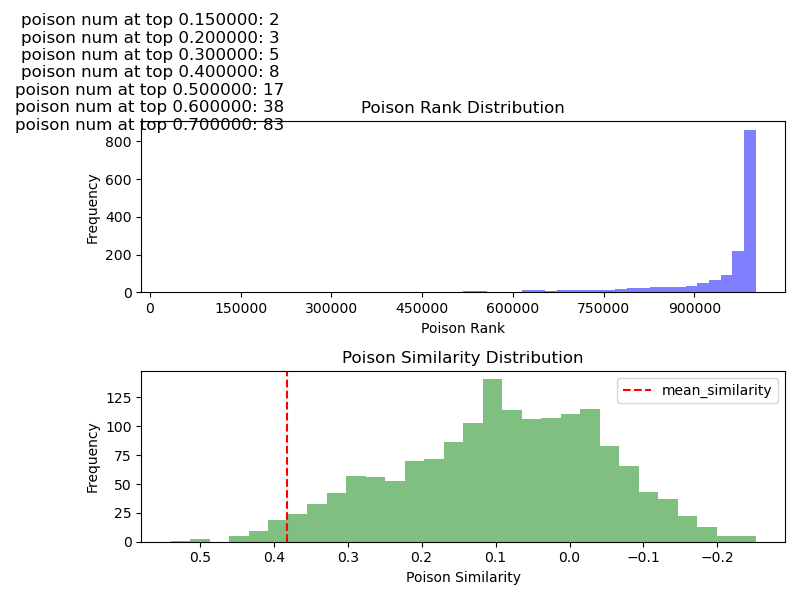 poison num at top 0.150000: 2
poison num at top 0.200000: 3
poison num at top 0.300000: 5
poison num at top 0.400000: 8
poison num at top 0.500000: 17
poison num at top 0.600000: 38
poison num at top 0.700000: 83
Poison Rank Distribution
Frequency
800
600
400
200
0
0 150000 300000 450000 600000 750000 900000
Poison Rank
Poison Similarity Distribution
mean_similarity
Frequency
125
100
75
50
25
0
0.5 0.4 0.3 0.2 0.1 0.0 −0.1 −0.2
Poison Similarity